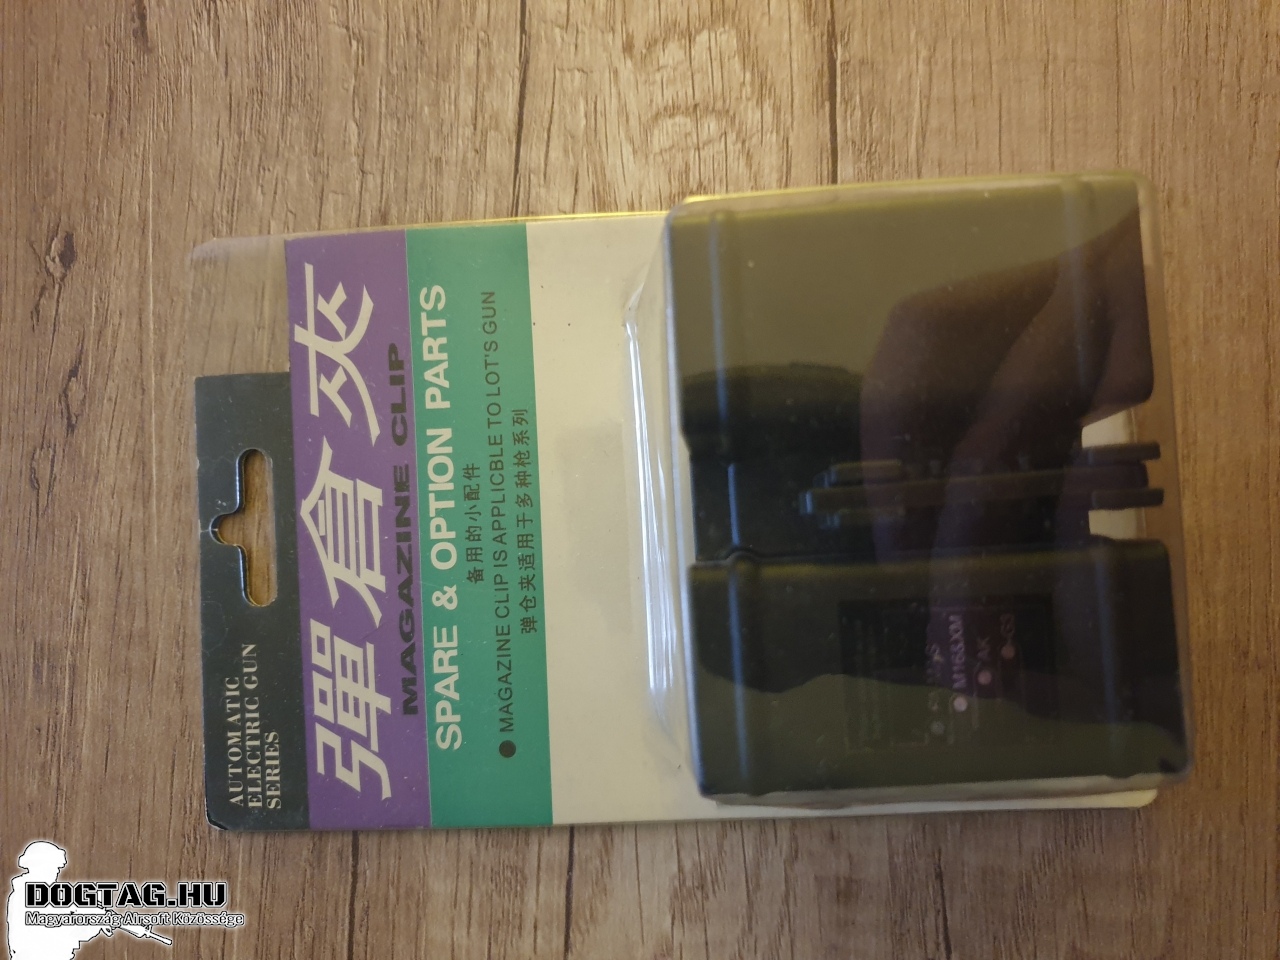 AUTOMATIC
ELECTRIC GUN
SERIES
彈倉夾
MAGAZINE CLIP
SPARE & OPTION PARTS
备用的小配件
● MAGAZINE CLIP IS APPLICBLE TO LOT'S GUN
弹仓夹适用于多种枪系列
M16&XM
AK
G3
DOGTAG.HU
Magyarország Airsoft Közössége